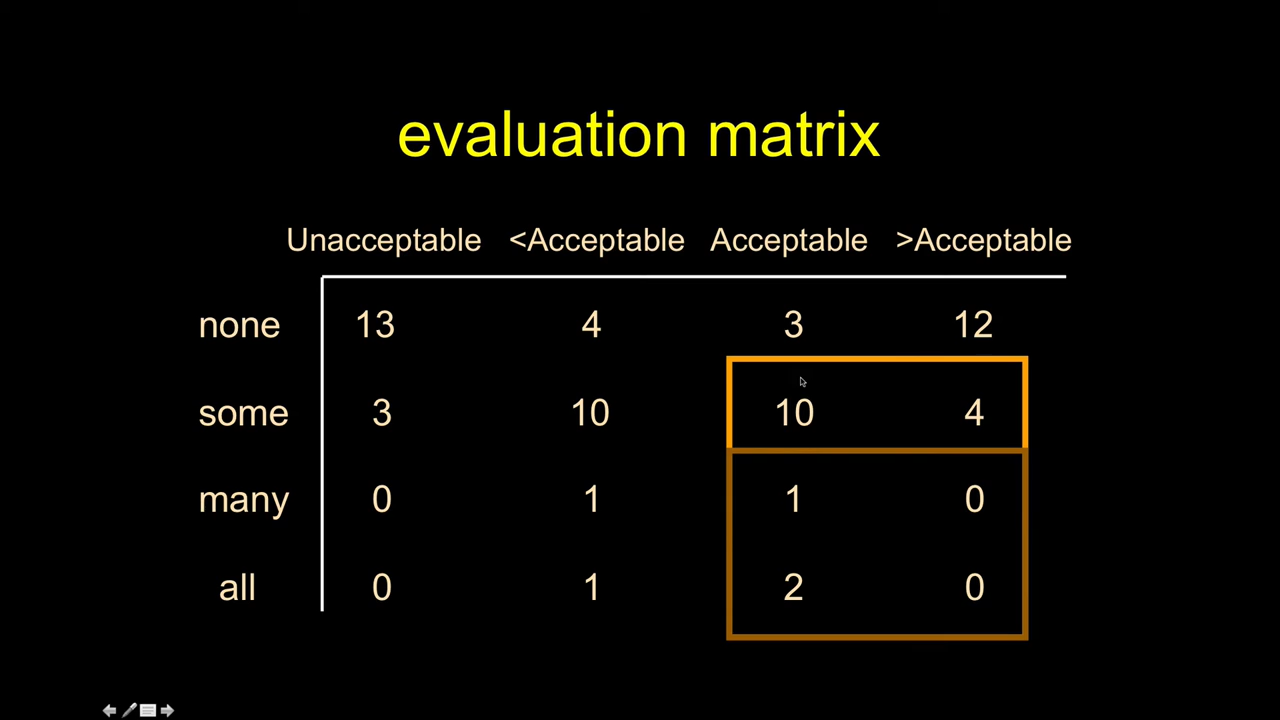 evaluation matrix
Unacceptable <Acceptable Acceptable >Acceptable
none 13 4 3 12
some 3 10 10 4
many 0 1 1 0
all 0 1 2 0